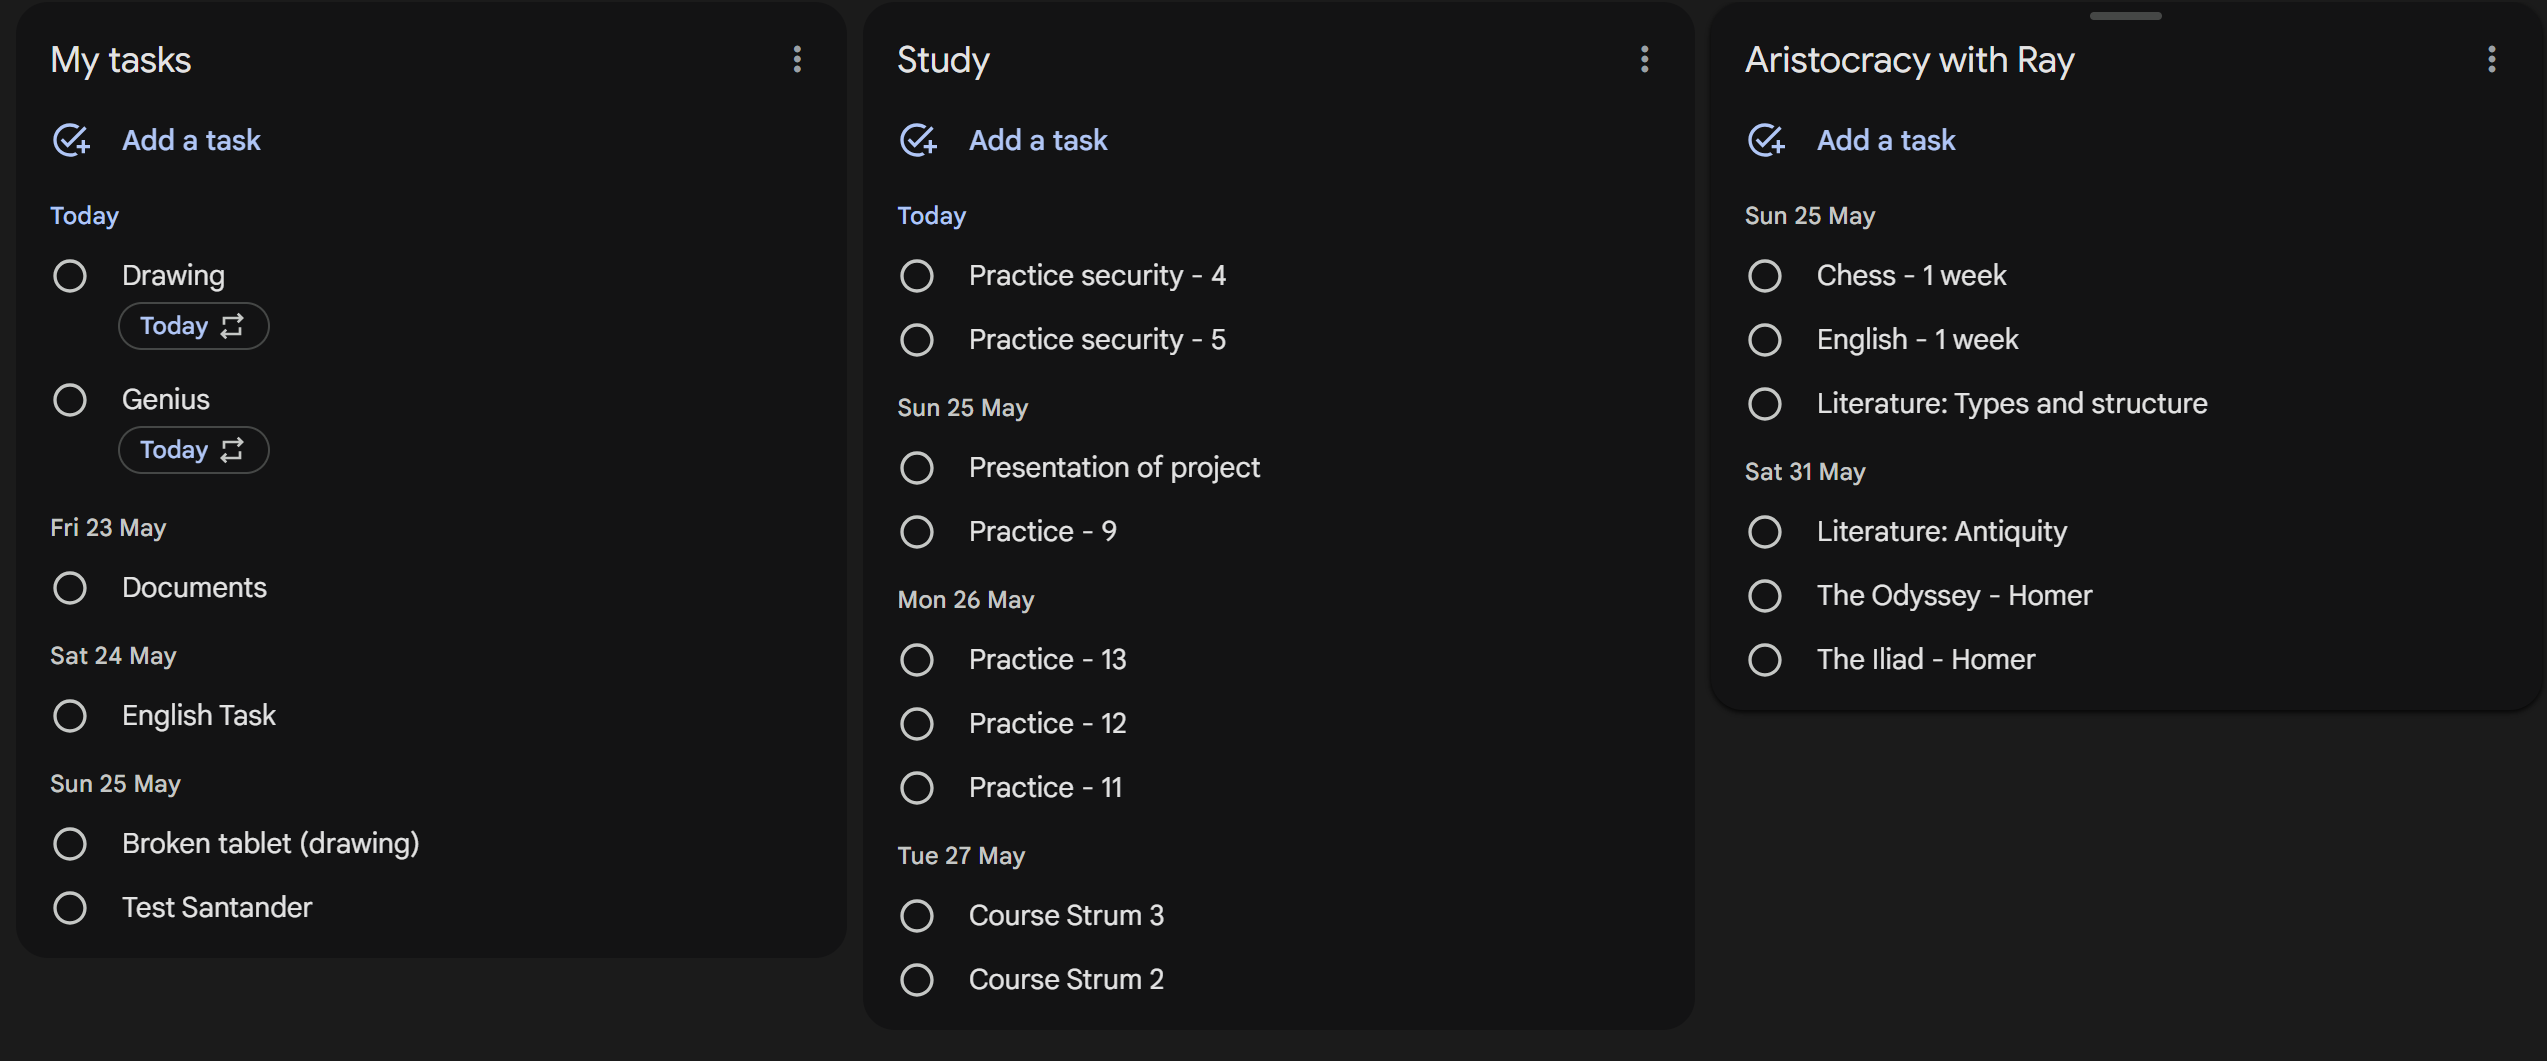 My tasks
Add a task
Today
Drawing
Today
Genius
Today
Fri 23 May
Documents
Sat 24 May
English Task
Sun 25 May
Broken tablet (drawing)
Test Santander
Study
Add a task
Today
Practice security - 4
Practice security - 5
Sun 25 May
Presentation of project
Practice - 9
Mon 26 May
Practice - 13
Practice - 12
Practice - 11
Tue 27 May
Course Strum 3
Course Strum 2
Aristocracy with Ray
Add a task
Sun 25 May
Chess - 1 week
English - 1 week
Literature: Types and structure
Sat 31 May
Literature: Antiquity
The Odyssey - Homer
The Iliad - Homer